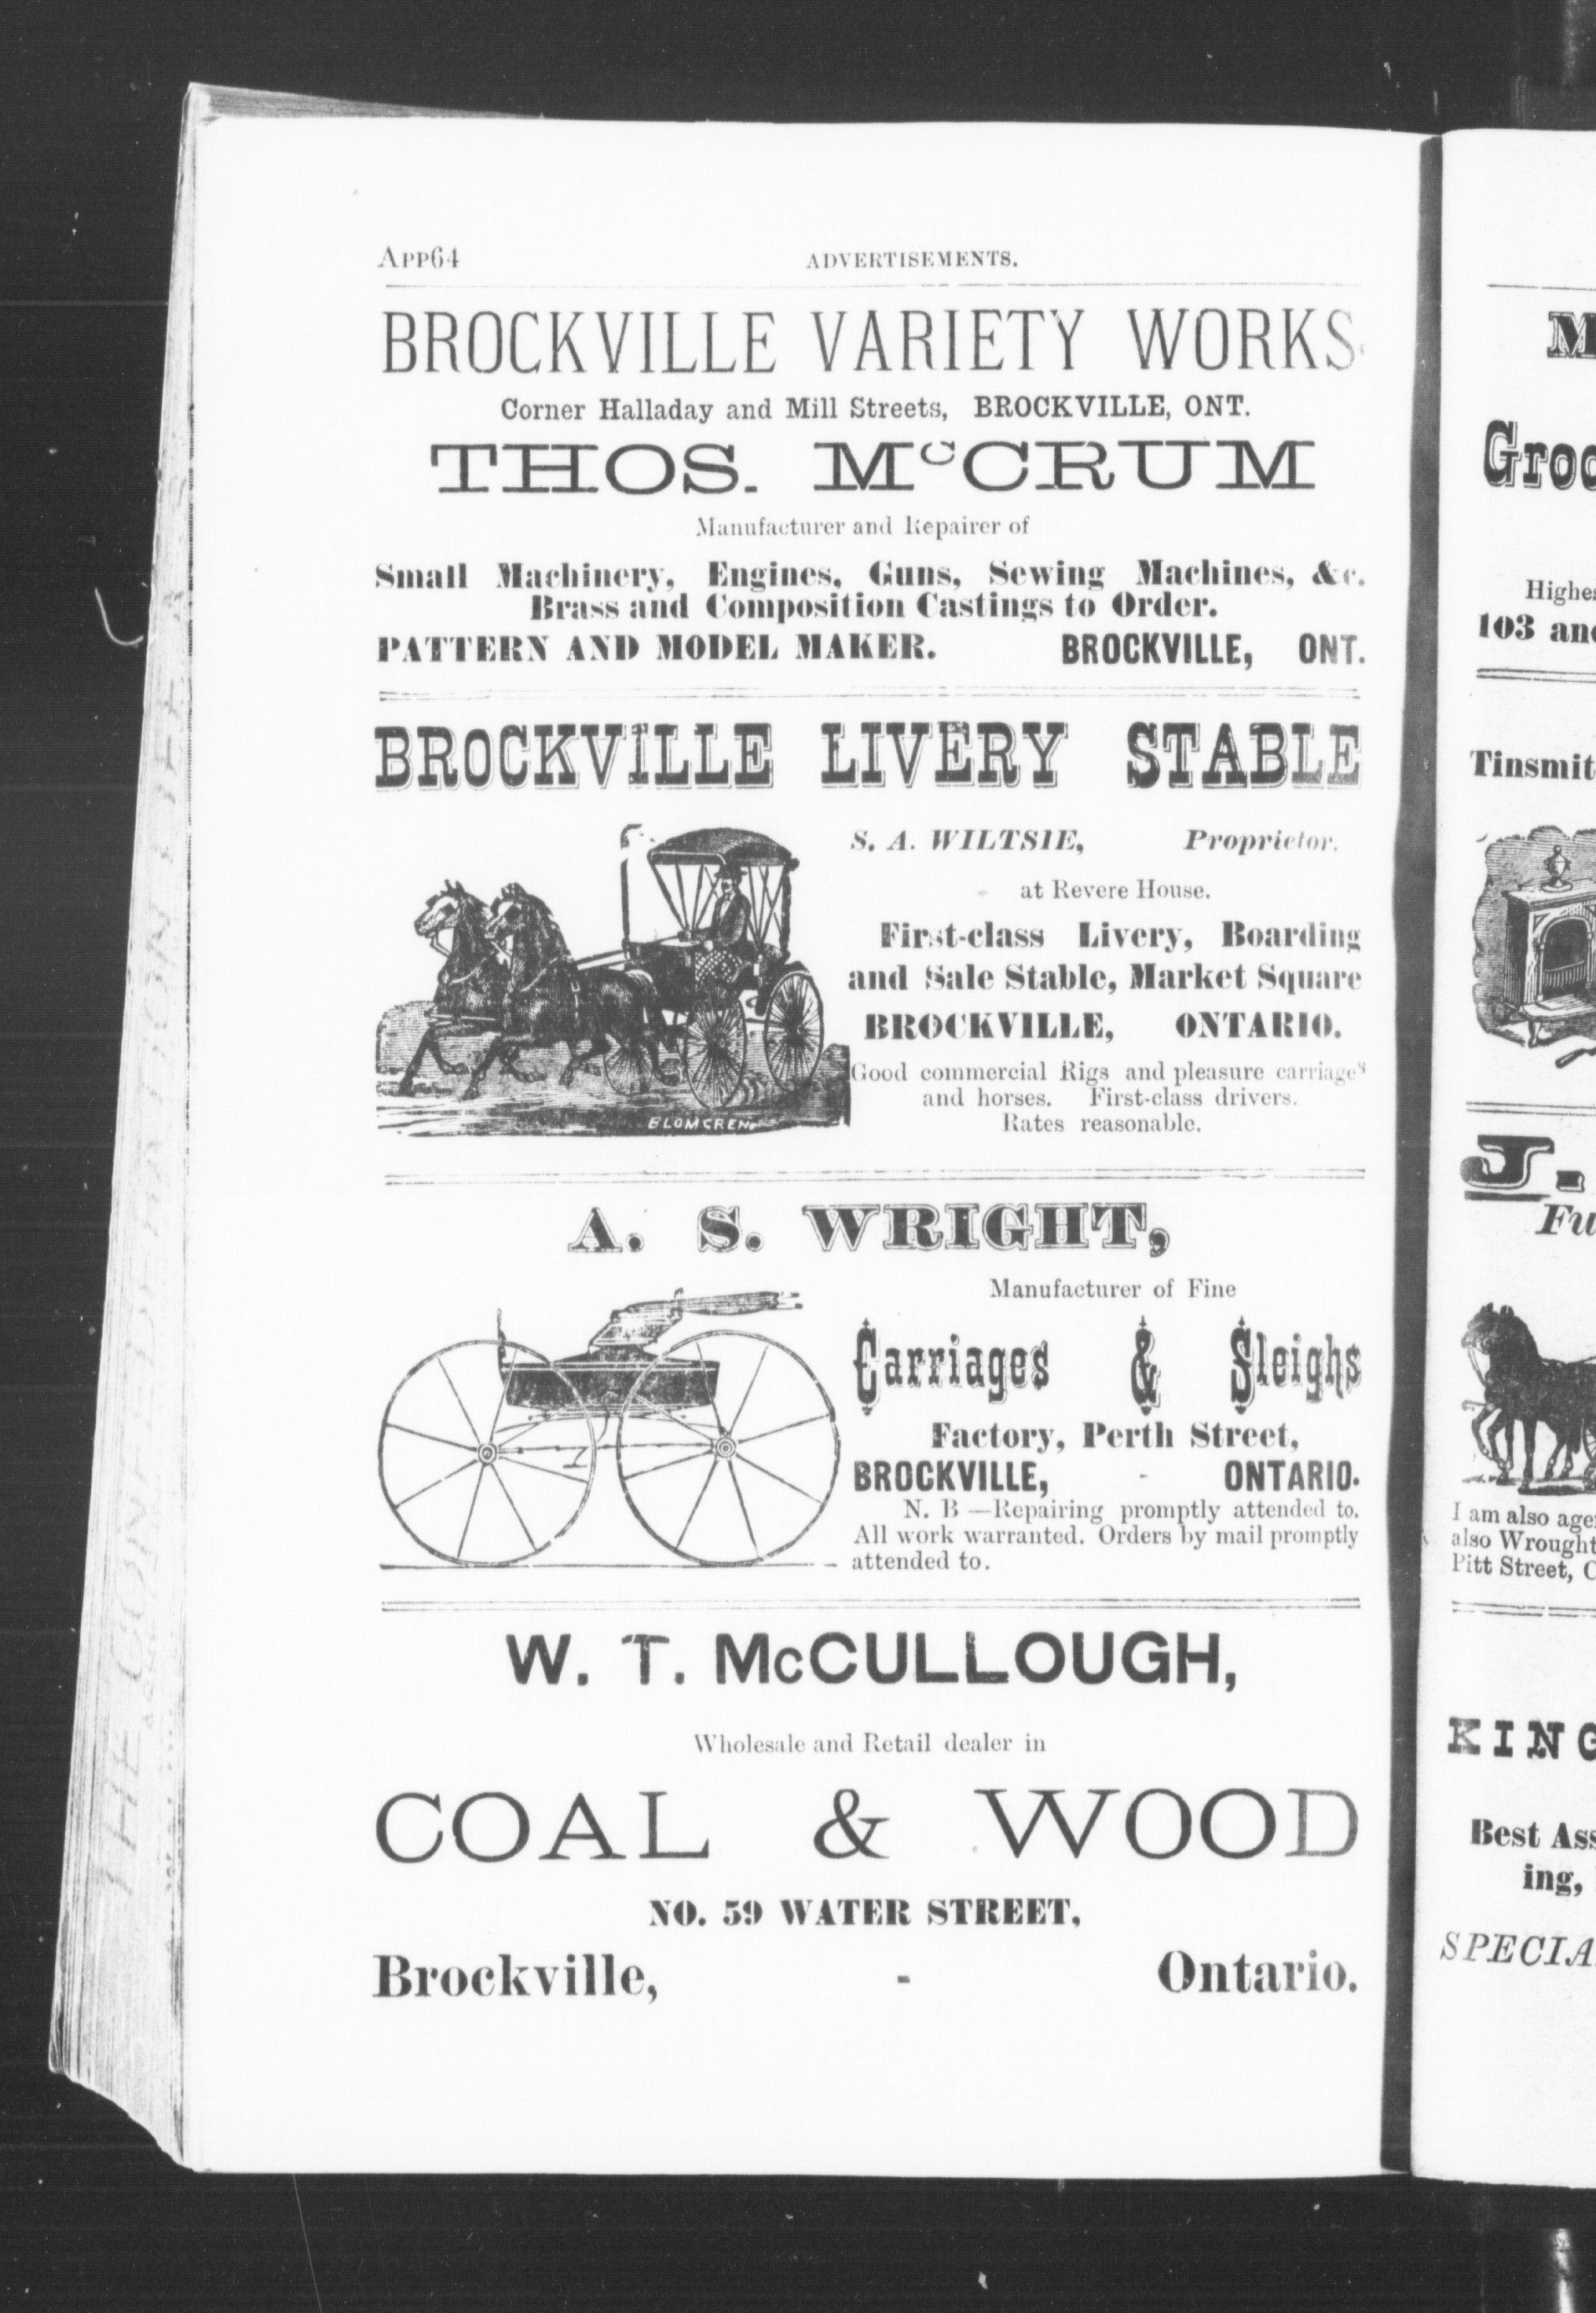 App64 ADVERTISEMENTS.
BROCKVILLE VARIETY WORKS
Corner Halladay and Mill Streets, BROCKVILLE, ONT.
THOS. McCRUM
Manufacturer and Repairer of
Small Machinery, Engines, Guns, Sewing Machines, &c.
Brass and Composition Castings to Order.
PATTERN AND MODEL MAKER. BROCKVILLE, ONT.
BROCKVILLE LIVERY STABLE
S. A. WILTSIE, Proprietor.
at Revere House.
First-class Livery, Boarding
and Sale Stable, Market Square
BROCKVILLE, ONTARIO.
Good commercial Rigs and pleasure carriages
and horses. First-class drivers.
Rates reasonable.
BLOMGREN
A. S. WRIGHT,
Manufacturer of Fine
Carriages & Sleighs
Factory, Perth Street,
BROCKVILLE, - ONTARIO.
N. B —Repairing promptly attended to.
All work warranted. Orders by mail promptly
attended to.
W. T. McCULLOUGH,
Wholesale and Retail dealer in
COAL & WOOD
NO. 59 WATER STREET,
Brockville, - Ontario.
M
Groc
Highes
103 and
Tinsmit
J.
Fu
I am also age
also Wrought
Pitt Street, C
KING
Best Ass
ing,
SPECIA
THE CONFEDERATION